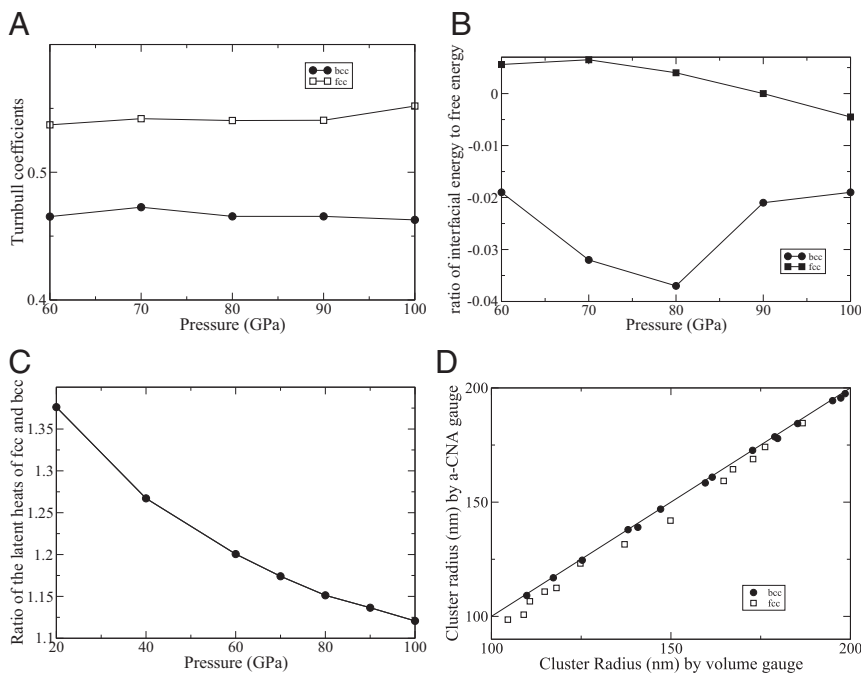 A
Turnbull coefficients
0.5
0.4
60
70
80
90
100
Pressure (GPa)
bcc
fcc
B
ratio of interfacial energy to free energy
0
-0.01
-0.02
-0.03
-0.04
60
70
80
90
100
Pressure (GPa)
bcc
fcc
C
Ratio of the latent heats of fcc and bcc
1.35
1.3
1.25
1.2
1.15
1.1
20
40
60
80
100
Pressure (GPa)
D
Cluster radius (nm) by a-CNA gauge
200
150
100
100
150
200
Cluster Radius (nm) by volume gauge
bcc
fcc